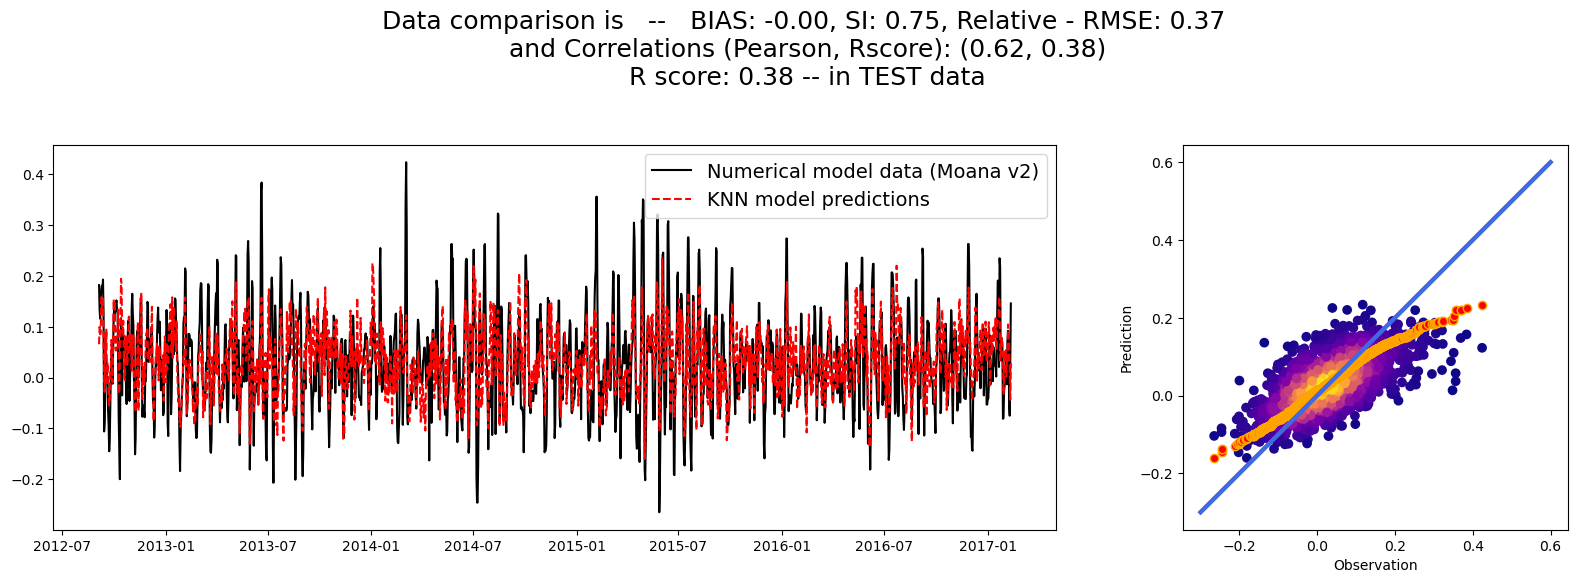 Data comparison is   --   BIAS: -0.00, SI: 0.75, Relative - RMSE: 0.37
and Correlations (Pearson, Rscore): (0.62, 0.38)
R score: 0.38 -- in TEST data
Numerical model data (Moana v2)
KNN model predictions
0.4
0.3
0.2
0.1
0.0
−0.1
−0.2
2012-07 2013-01 2013-07 2014-01 2014-07 2015-01 2015-07 2016-01 2016-07 2017-01
Prediction
0.6
0.4
0.2
0.0
−0.2
−0.2 0.0 0.2 0.4 0.6
Observation